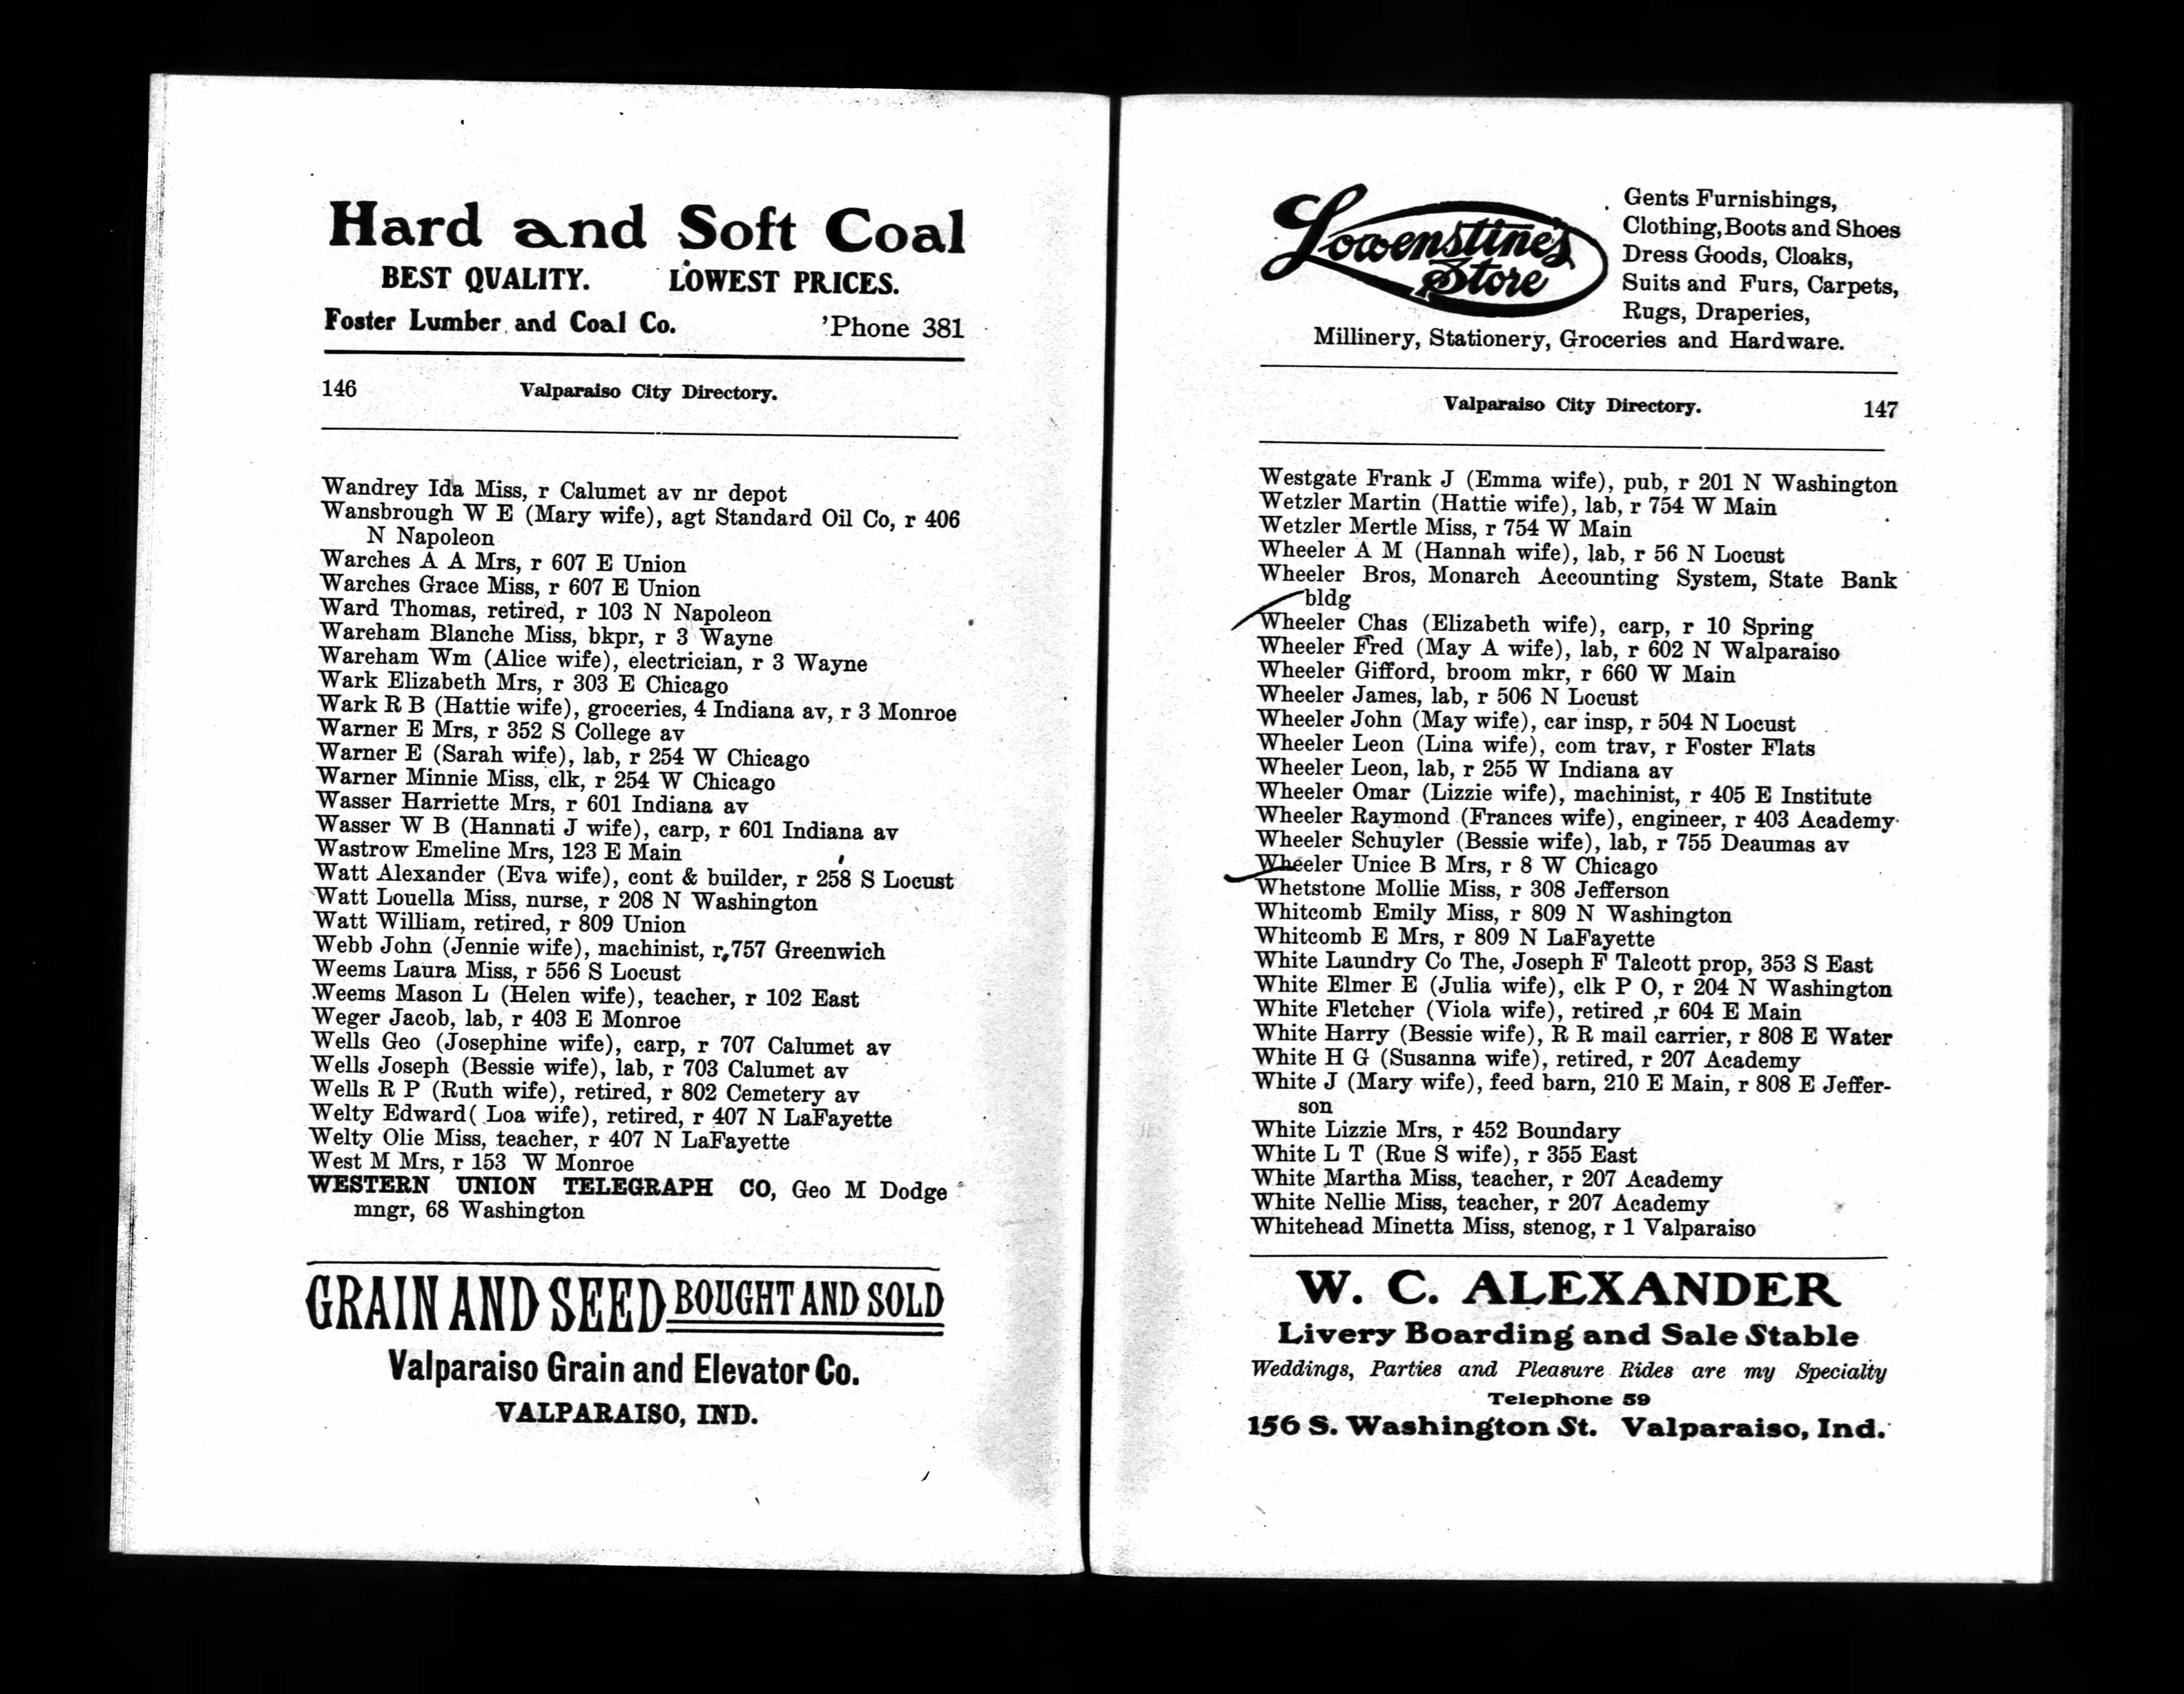 Hard and Soft Coal
BEST QUALITY. LOWEST PRICES.
Foster Lumber and Coal Co. 'Phone 381
146 Valparaiso City Directory.
Wandrey Ida Miss, r Calumet av nr depot
Wansbrough W E (Mary wife), agt Standard Oil Co, r 406
N Napoleon
Warches A A Mrs, r 607 E Union
Warches Grace Miss, r 607 E Union
Ward Thomas, retired, r 103 N Napoleon
Wareham Blanche Miss, bkpr, r 3 Wayne
Wareham Wm (Alice wife), electrician, r 3 Wayne
Wark Elizabeth Mrs, r 303 E Chicago
Wark R B (Hattie wife), groceries, 4 Indiana av, r 3 Monroe
Warner E Mrs, r 352 S College av
Warner E (Sarah wife), lab, r 254 W Chicago
Warner Minnie Miss, clk, r 254 W Chicago
Wasser Harriette Mrs, r 601 Indiana av
Wasser W B (Hannati J wife), carp, r 601 Indiana av
Wastrow Emeline Mrs, 123 E Main
Watt Alexander (Eva wife), cont & builder, r 258 S Locust
Watt Louella Miss, nurse, r 208 N Washington
Watt William, retired, r 809 Union
Webb John (Jennie wife), machinist, r, 757 Greenwich
Weems Laura Miss, r 556 S Locust
Weems Mason L (Helen wife), teacher, r 102 East
Weger Jacob, lab, r 403 E Monroe
Wells Geo (Josephine wife), carp, r 707 Calumet av
Wells Joseph (Bessie wife), lab, r 703 Calumet av
Wells R P (Ruth wife), retired, r 802 Cemetery av
Welty Edward( Loa wife), retired, r 407 N LaFayette
Welty Olie Miss, teacher, r 407 N LaFayette
West M Mrs, r 153 W Monroe
WESTERN UNION TELEGRAPH CO, Geo M Dodge
mngr, 68 Washington
GRAIN AND SEED BOUGHT AND SOLD
Valparaiso Grain and Elevator Co.
VALPARAISO, IND.
Lowenstine's
Store
Gents Furnishings,
Clothing, Boots and Shoes
Dress Goods, Cloaks,
Suits and Furs, Carpets,
Rugs, Draperies,
Millinery, Stationery, Groceries and Hardware.
Valparaiso City Directory. 147
Westgate Frank J (Emma wife), pub, r 201 N Washington
Wetzler Martin (Hattie wife), lab, r 754 W Main
Wetzler Mertle Miss, r 754 W Main
Wheeler A M (Hannah wife), lab, r 56 N Locust
Wheeler Bros, Monarch Accounting System, State Bank
bldg
Wheeler Chas (Elizabeth wife), carp, r 10 Spring
Wheeler Fred (May A wife), lab, r 602 N Walparaiso
Wheeler Gifford, broom mkr, r 660 W Main
Wheeler James, lab, r 506 N Locust
Wheeler John (May wife), car insp, r 504 N Locust
Wheeler Leon (Lina wife), com trav, r Foster Flats
Wheeler Leon, lab, r 255 W Indiana av
Wheeler Omar (Lizzie wife), machinist, r 405 E Institute
Wheeler Raymond (Frances wife), engineer, r 403 Academy
Wheeler Schuyler (Bessie wife), lab, r 755 Deaumas av
Wheeler Unice B Mrs, r 8 W Chicago
Whetstone Mollie Miss, r 308 Jefferson
Whitcomb Emily Miss, r 809 N Washington
Whitcomb E Mrs, r 809 N LaFayette
White Laundry Co The, Joseph F Talcott prop, 353 S East
White Elmer E (Julia wife), clk P O, r 204 N Washington
White Fletcher (Viola wife), retired ,r 604 E Main
White Harry (Bessie wife), R R mail carrier, r 808 E Water
White H G (Susanna wife), retired, r 207 Academy
White J (Mary wife), feed barn, 210 E Main, r 808 E Jeffer-
son
White Lizzie Mrs, r 452 Boundary
White L T (Rue S wife), r 355 East
White Martha Miss, teacher, r 207 Academy
White Nellie Miss, teacher, r 207 Academy
Whitehead Minetta Miss, stenog, r 1 Valparaiso
W. C. ALEXANDER
Livery Boarding and Sale Stable
Weddings, Parties and Pleasure Rides are my Specialty
Telephone 59
156 S. Washington St. Valparaiso, Ind.